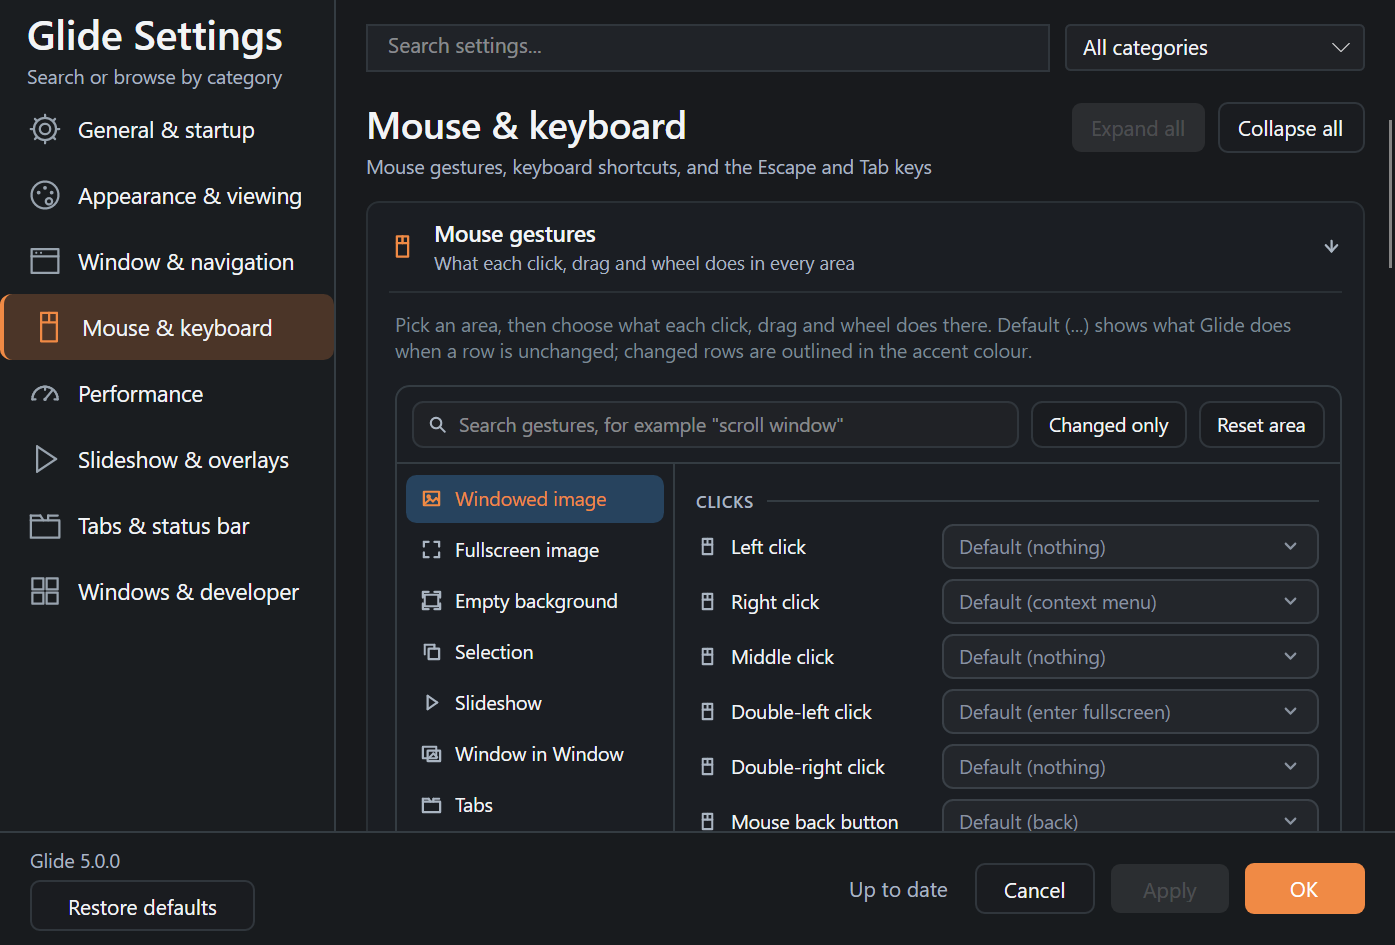 Glide Settings
Search or browse by category
General & startup
Appearance & viewing
Window & navigation
Mouse & keyboard
Performance
Slideshow & overlays
Tabs & status bar
Windows & developer
Glide 5.0.0
Restore defaults
Search settings...
All categories
Mouse & keyboard
Expand all
Collapse all
Mouse gestures, keyboard shortcuts, and the Escape and Tab keys
Mouse gestures
What each click, drag and wheel does in every area
Pick an area, then choose what each click, drag and wheel does there. Default (...) shows what Glide does
when a row is unchanged; changed rows are outlined in the accent colour.
Search gestures, for example "scroll window"
Changed only
Reset area
Windowed image
Fullscreen image
Empty background
Selection
Slideshow
Window in Window
Tabs
CLICKS
Left click
Default (nothing)
Right click
Default (context menu)
Middle click
Default (nothing)
Double-left click
Default (enter fullscreen)
Double-right click
Default (nothing)
Mouse back button
Default (back)
Up to date
Cancel
Apply
OK